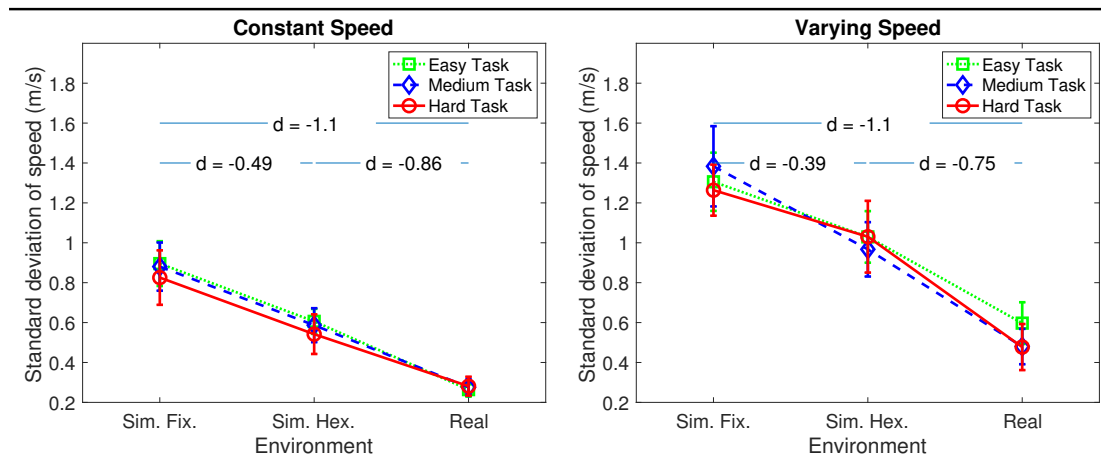 Constant Speed
Standard deviation of speed (m/s)
1.8
1.6
1.4
1.2
1
0.8
0.6
0.4
0.2
Easy Task
Medium Task
Hard Task
d = -1.1
d = -0.49
d = -0.86
Sim. Fix.
Sim. Hex.
Real
Environment
Varying Speed
Standard deviation of speed (m/s)
1.8
1.6
1.4
1.2
1
0.8
0.6
0.4
0.2
Easy Task
Medium Task
Hard Task
d = -1.1
d = -0.39
d = -0.75
Sim. Fix.
Sim. Hex.
Real
Environment